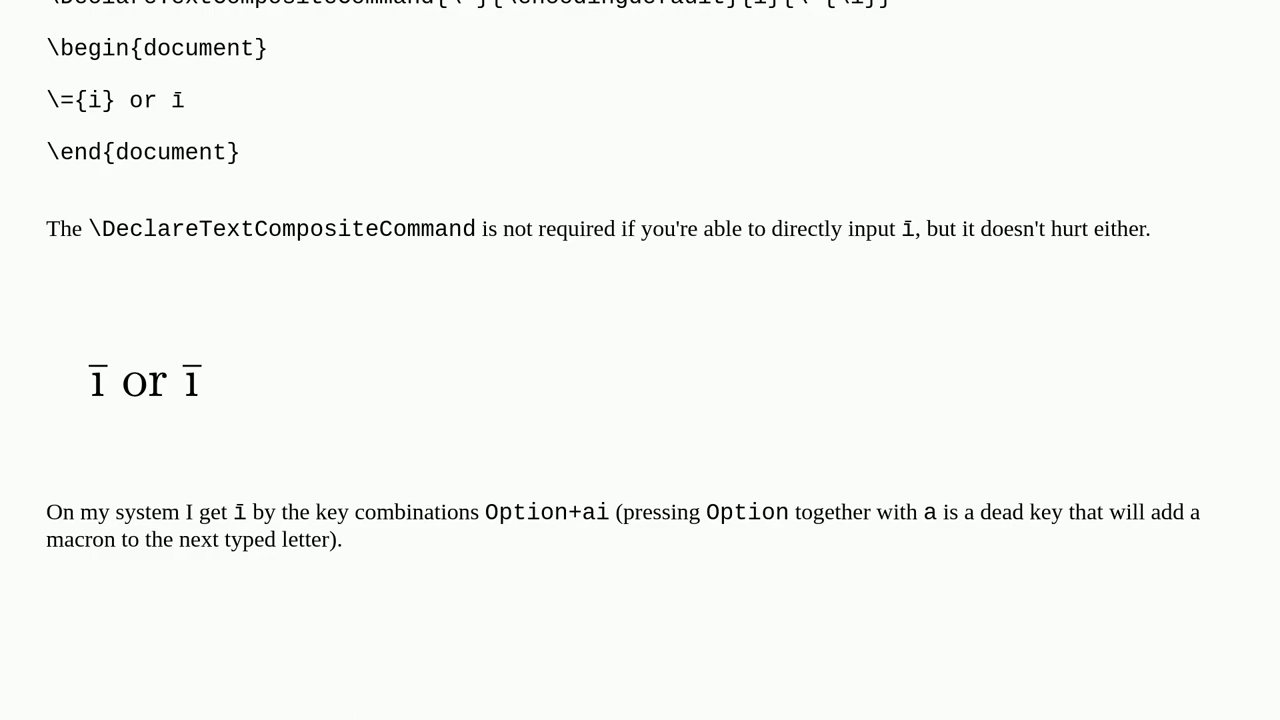 \DeclareTextCompositeCommand{\=}{\encodingdefault}{i}{\={\i}}
\begin{document}
\={i} or ī
\end{document}
The \DeclareTextCompositeCommand is not required if you're able to directly input ī, but it doesn't hurt either.
ī or ī
On my system I get ī by the key combinations Option+ai (pressing Option together with a is a dead key that will add a
macron to the next typed letter).